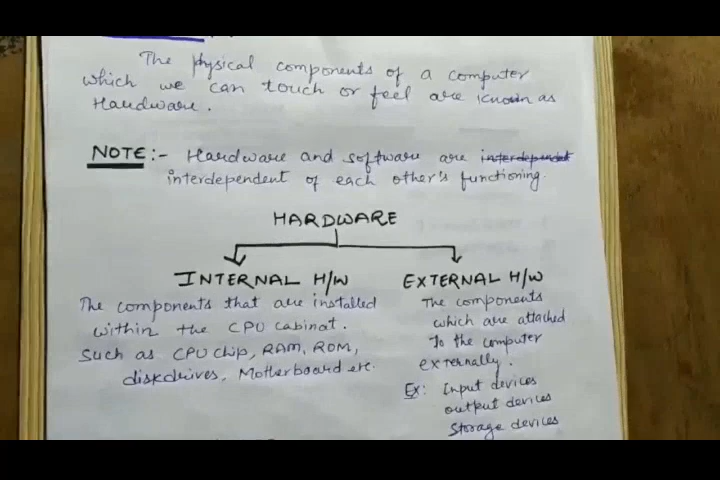 The physical components of a computer
which we can touch or feel are known as
Hardware.
NOTE:- Hardware and software are interdependent
interdependent of each other's functioning.
HARDWARE
INTERNAL H/W
The components that are installed
within the CPU cabinat.
Such as CPU chip, RAM, ROM,
diskdrives, Motherboard etc.
EXTERNAL H/W
The components
which are attached
to the computer
externally.
Ex: Input devices
output devices
Storage devices